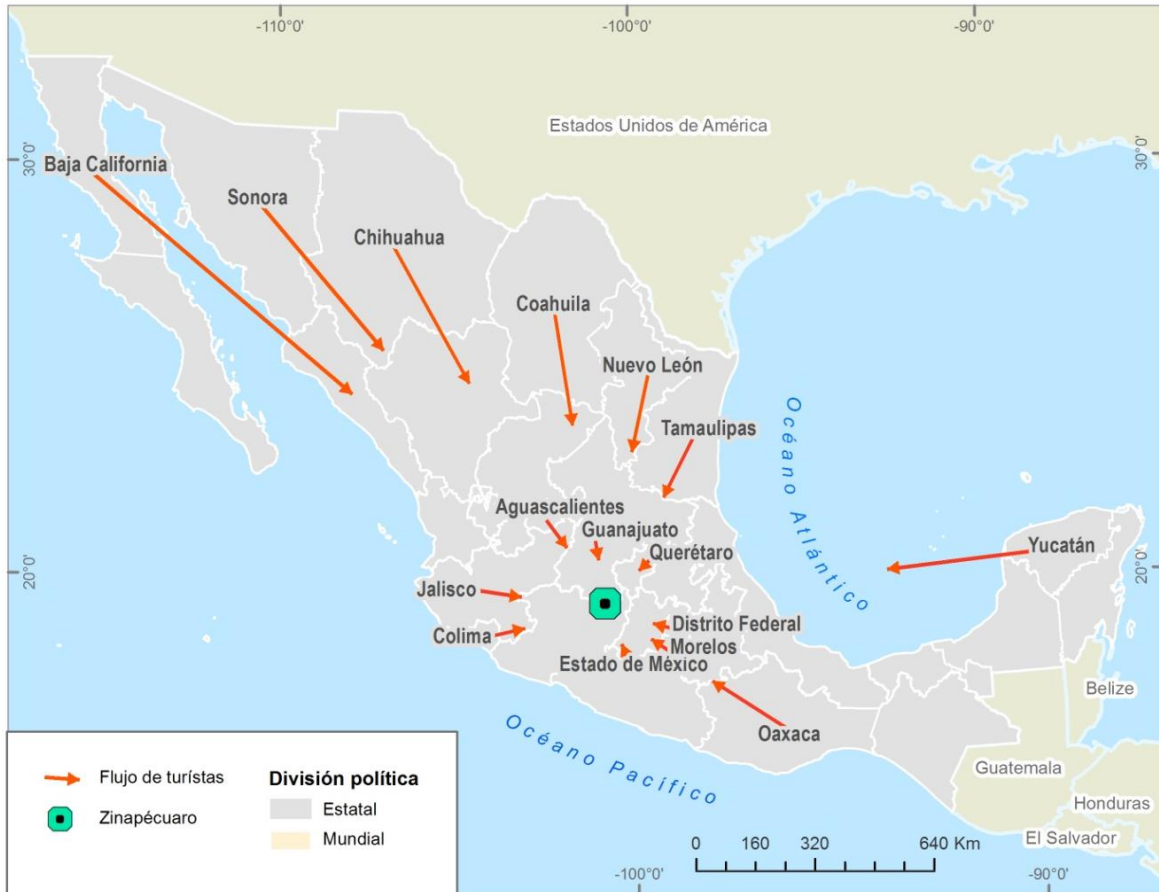 -110°0'
-100°0'
-90°0'
Estados Unidos de América
30°0'
30°0'
Baja California
Sonora
Chihuahua
Coahuila
Nuevo León
Tamaulipas
Océano Atlántico
Aguascalientes
Guanajuato
Querétaro
Yucatán
20°0'
20°0'
Jalisco
Colima
Distrito Federal
Morelos
Estado de México
Belize
Oaxaca
Océano Pacífico
Guatemala
Honduras
El Salvador
Flujo de turístas
Zinapécuaro
División política
Estatal
Mundial
0 160 320 640 Km
-100°0'
-90°0'